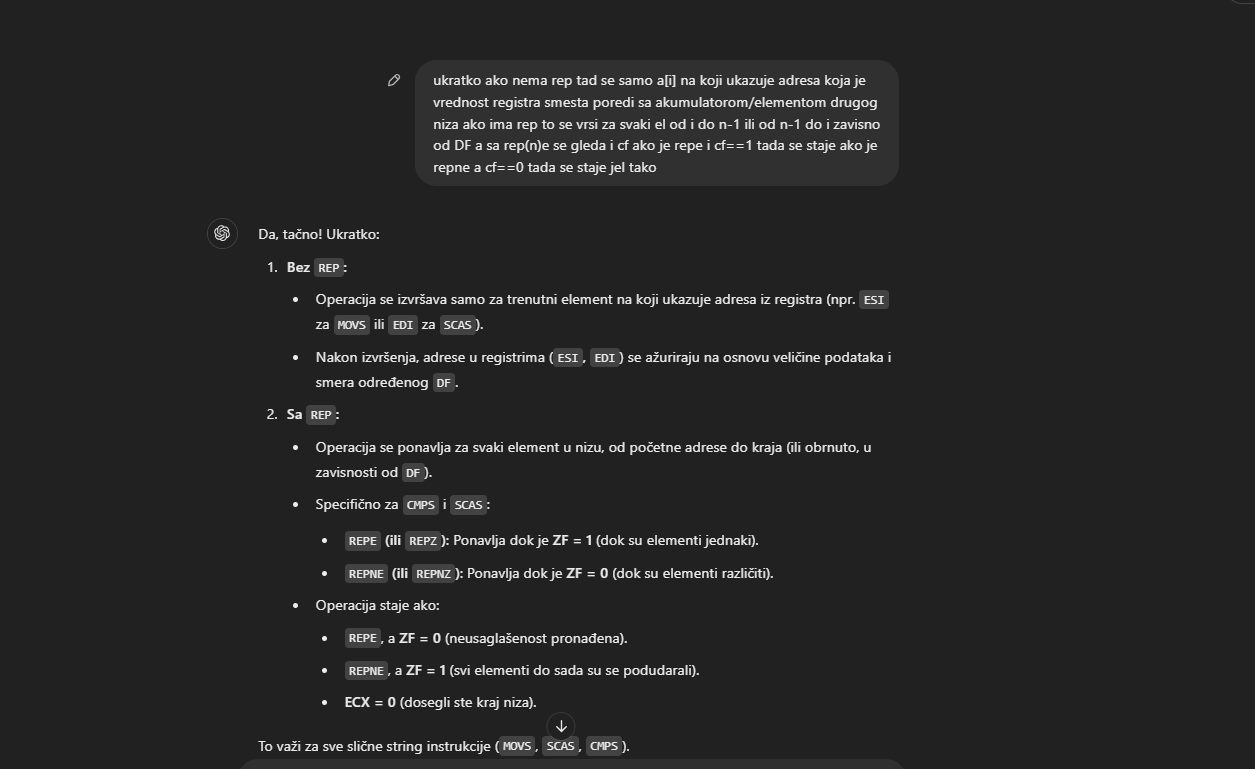 ukratko ako nema rep tad se samo a[i] na koji ukazuje adresa koja je
vrednost registra smesta poredi sa akumulatorom/elementom drugog
niza ako ima rep to se vrsi za svaki el od i do n-1 ili od n-1 do i zavisno
od DF a sa rep(n)e se gleda i cf ako je repe i cf==1 tada se staje ako je
repne a cf==0 tada se staje jel tako
Da, tačno! Ukratko:
1. Bez REP:
• Operacija se izvršava samo za trenutni element na koji ukazuje adresa iz registra (npr. ESI
za MOVS ili EDI za SCAS).
• Nakon izvršenja, adrese u registrima (ESI, EDI) se ažuriraju na osnovu veličine podataka i
smera određenog DF.
2. Sa REP:
• Operacija se ponavlja za svaki element u nizu, od početne adrese do kraja (ili obrnuto, u
zavisnosti od DF).
• Specifično za CMPS i SCAS:
• REPE (ili REPZ): Ponavlja dok je ZF = 1 (dok su elementi jednaki).
• REPNE (ili REPNZ): Ponavlja dok je ZF = 0 (dok su elementi različiti).
• Operacija staje ako:
• REPE, a ZF = 0 (neusaglašenost pronađena).
• REPNE, a ZF = 1 (svi elementi do sada su se podudarali).
• ECX = 0 (dosegli ste kraj niza).
To važi za sve slične string instrukcije (MOVS, SCAS, CMPS).